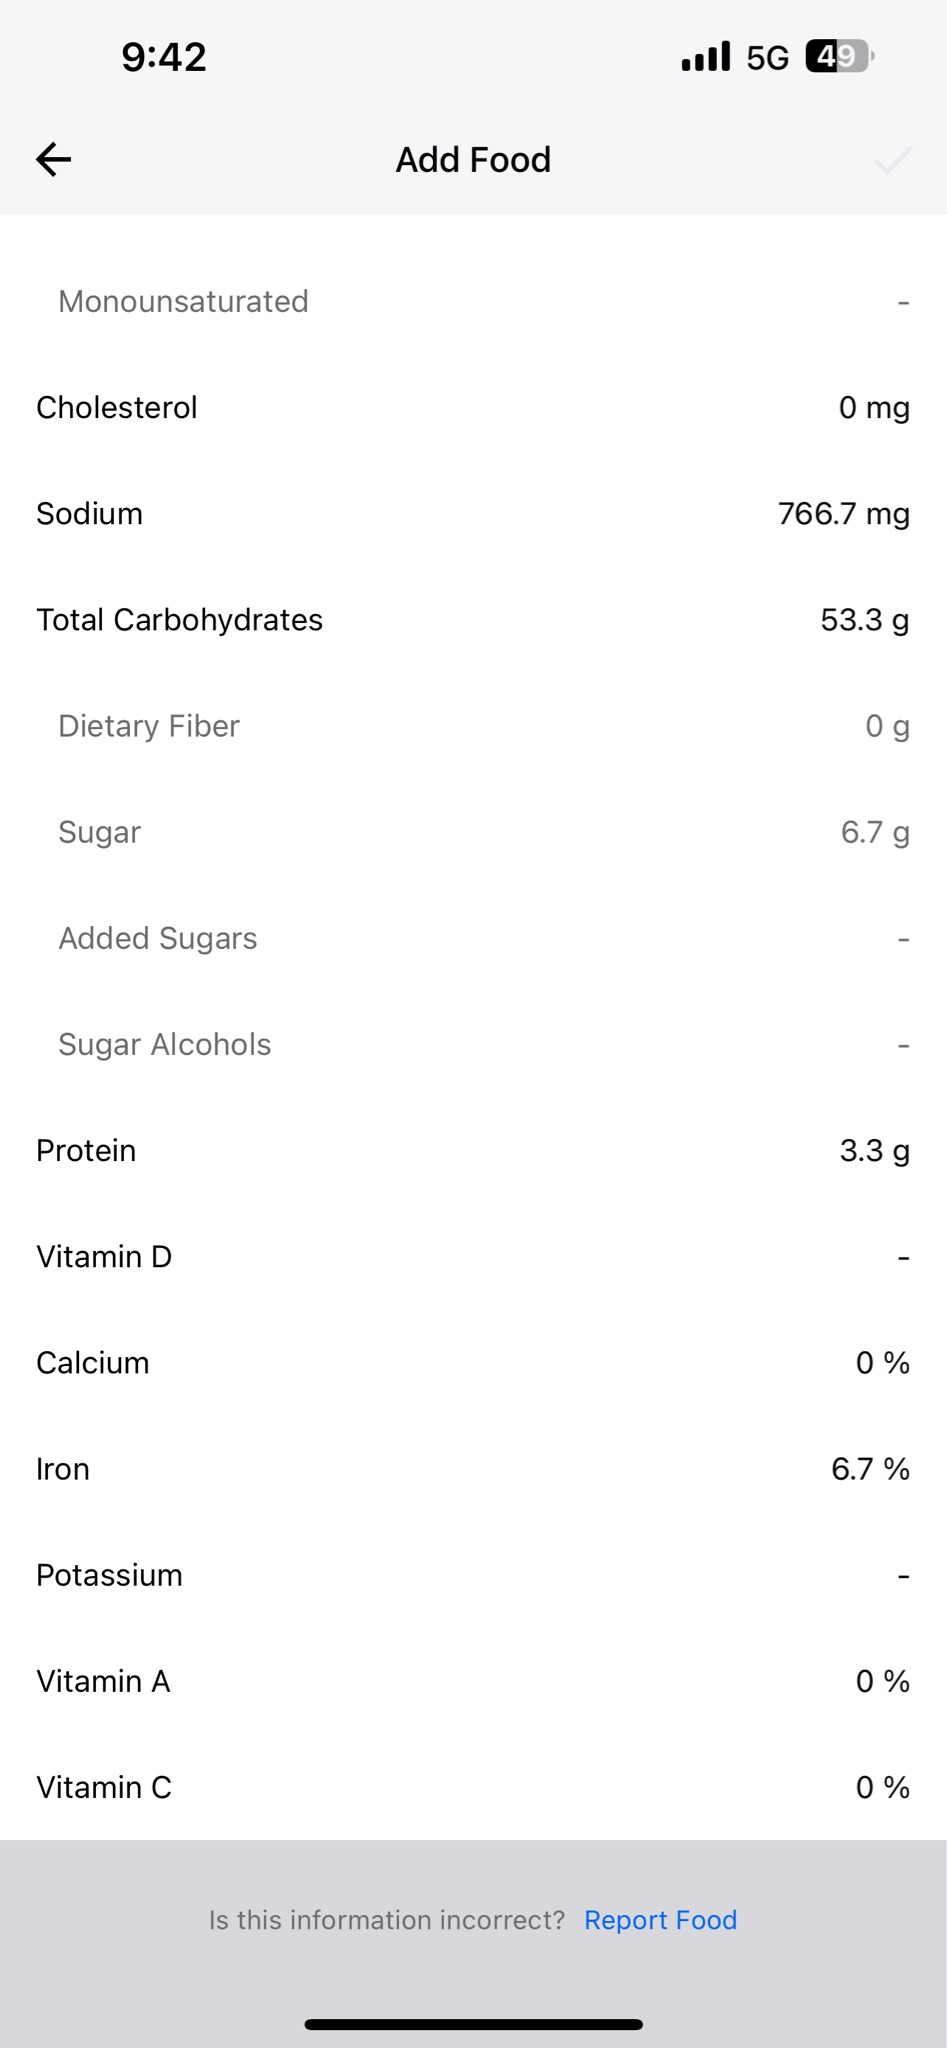 9:42 5G 49
Add Food
Monounsaturated -
Cholesterol 0 mg
Sodium 766.7 mg
Total Carbohydrates 53.3 g
Dietary Fiber 0 g
Sugar 6.7 g
Added Sugars -
Sugar Alcohols -
Protein 3.3 g
Vitamin D -
Calcium 0 %
Iron 6.7 %
Potassium -
Vitamin A 0 %
Vitamin C 0 %
Is this information incorrect? Report Food